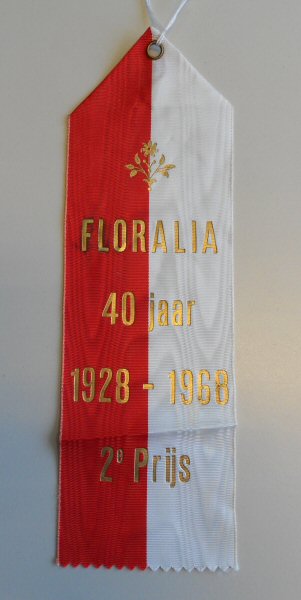 FLORALIA
40 jaar
1928 - 1968
2e Prijs